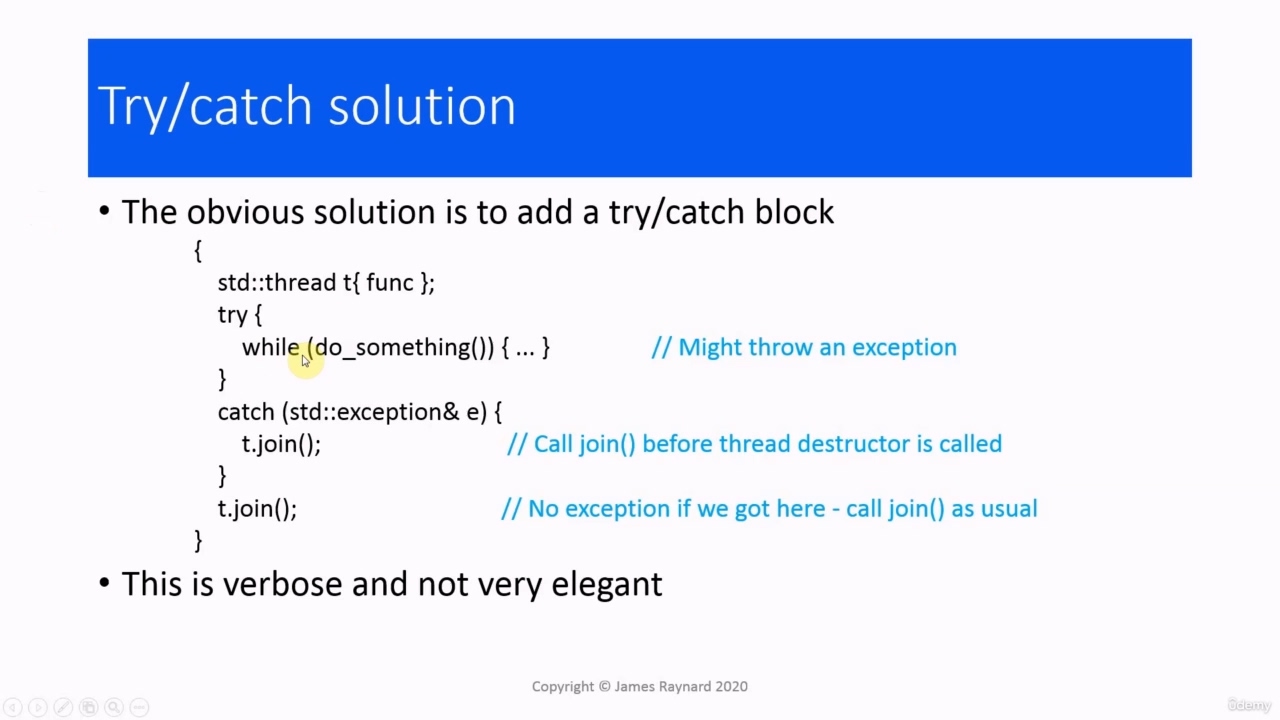 Try/catch solution
• The obvious solution is to add a try/catch block
{
std::thread t{ func };
try {
while (do_something()) { ... } // Might throw an exception
}
catch (std::exception& e) {
t.join(); // Call join() before thread destructor is called
}
t.join(); // No exception if we got here - call join() as usual
}
• This is verbose and not very elegant
Copyright © James Raynard 2020
ûdemy